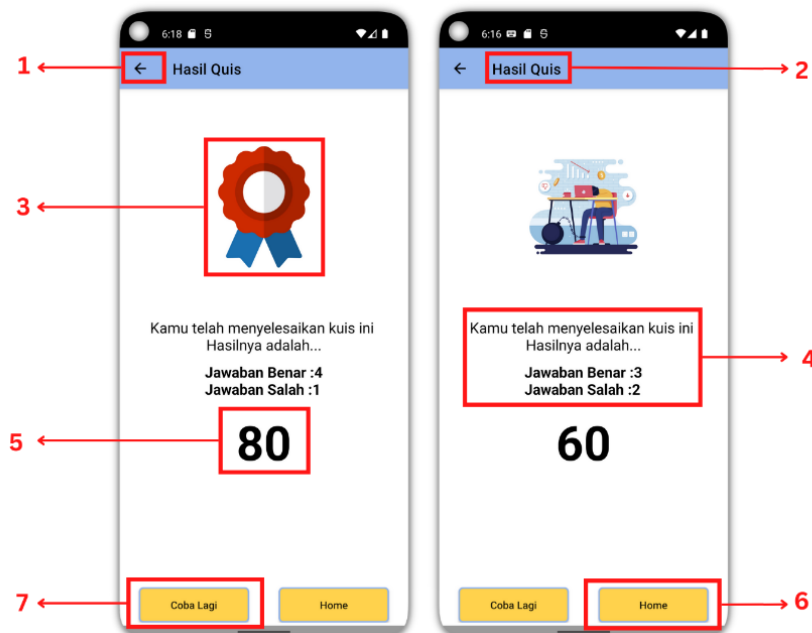 6:18
6:16
1
Hasil Quis
Hasil Quis
2
3
Kamu telah menyelesaikan kuis ini
Hasilnya adalah...
Jawaban Benar :4
Jawaban Salah :1
Kamu telah menyelesaikan kuis ini
Hasilnya adalah...
Jawaban Benar :3
Jawaban Salah :2
4
5
80
60
7
Coba Lagi
Home
Coba Lagi
Home
6